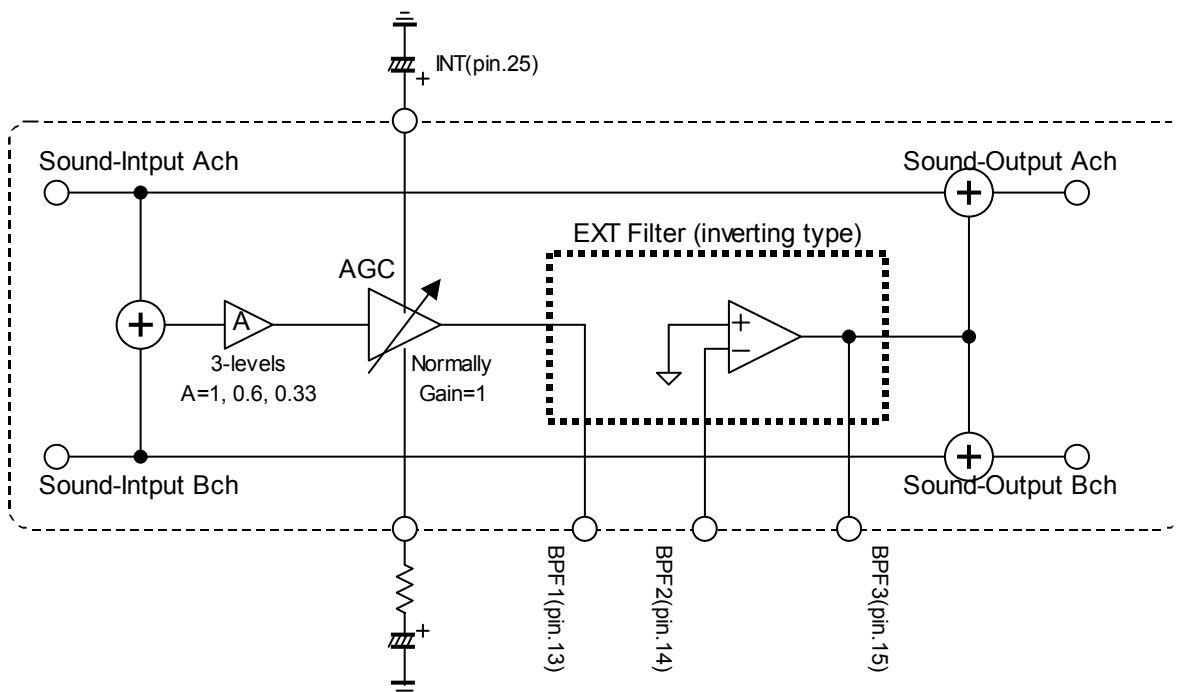 INT(pin.25)
Sound-Intput Ach
Sound-Output Ach
EXT Filter (inverting type)
AGC
A
3-levels
A=1, 0.6, 0.33
Normally
Gain=1
Sound-Intput Bch
Sound-Output Bch
BPF1(pin.13)
BPF2(pin.14)
BPF3(pin.15)